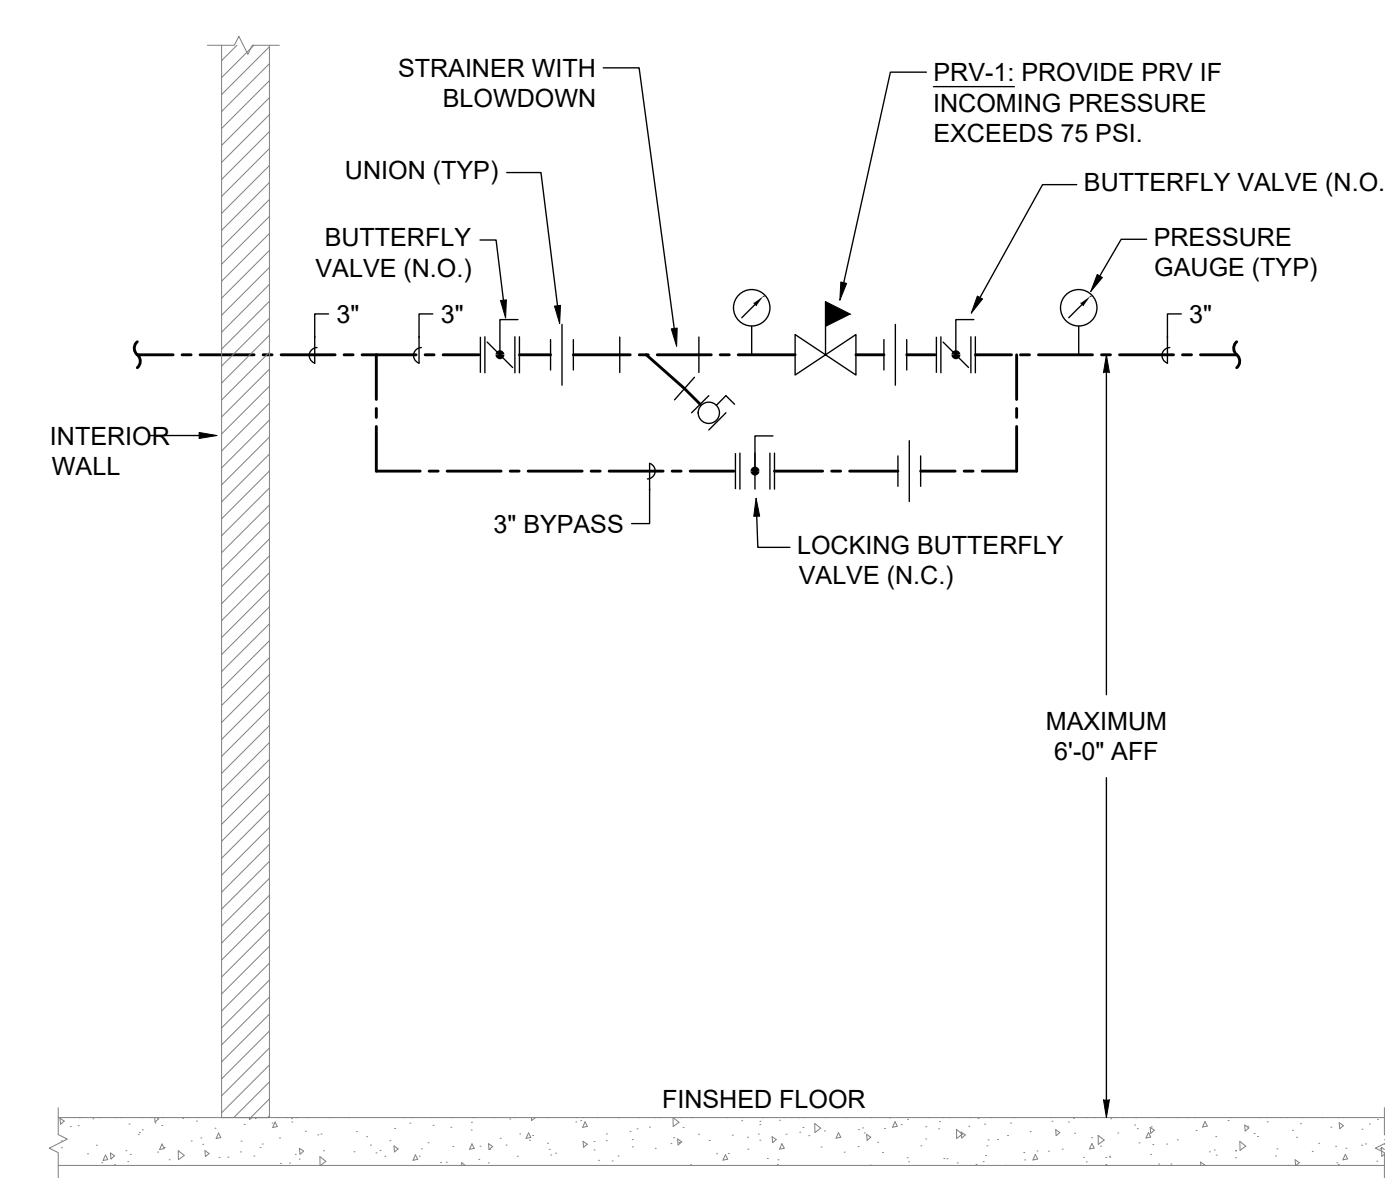 STRAINER WITH
BLOWDOWN
PRV-1: PROVIDE PRV IF
INCOMING PRESSURE
EXCEEDS 75 PSI.
UNION (TYP)
BUTTERFLY VALVE (N.O.
BUTTERFLY
VALVE (N.O.)
PRESSURE
GAUGE (TYP)
3"
3"
3"
INTERIOR
WALL
3" BYPASS
LOCKING BUTTERFLY
VALVE (N.C.)
MAXIMUM
6'-0" AFF
FINSHED FLOOR